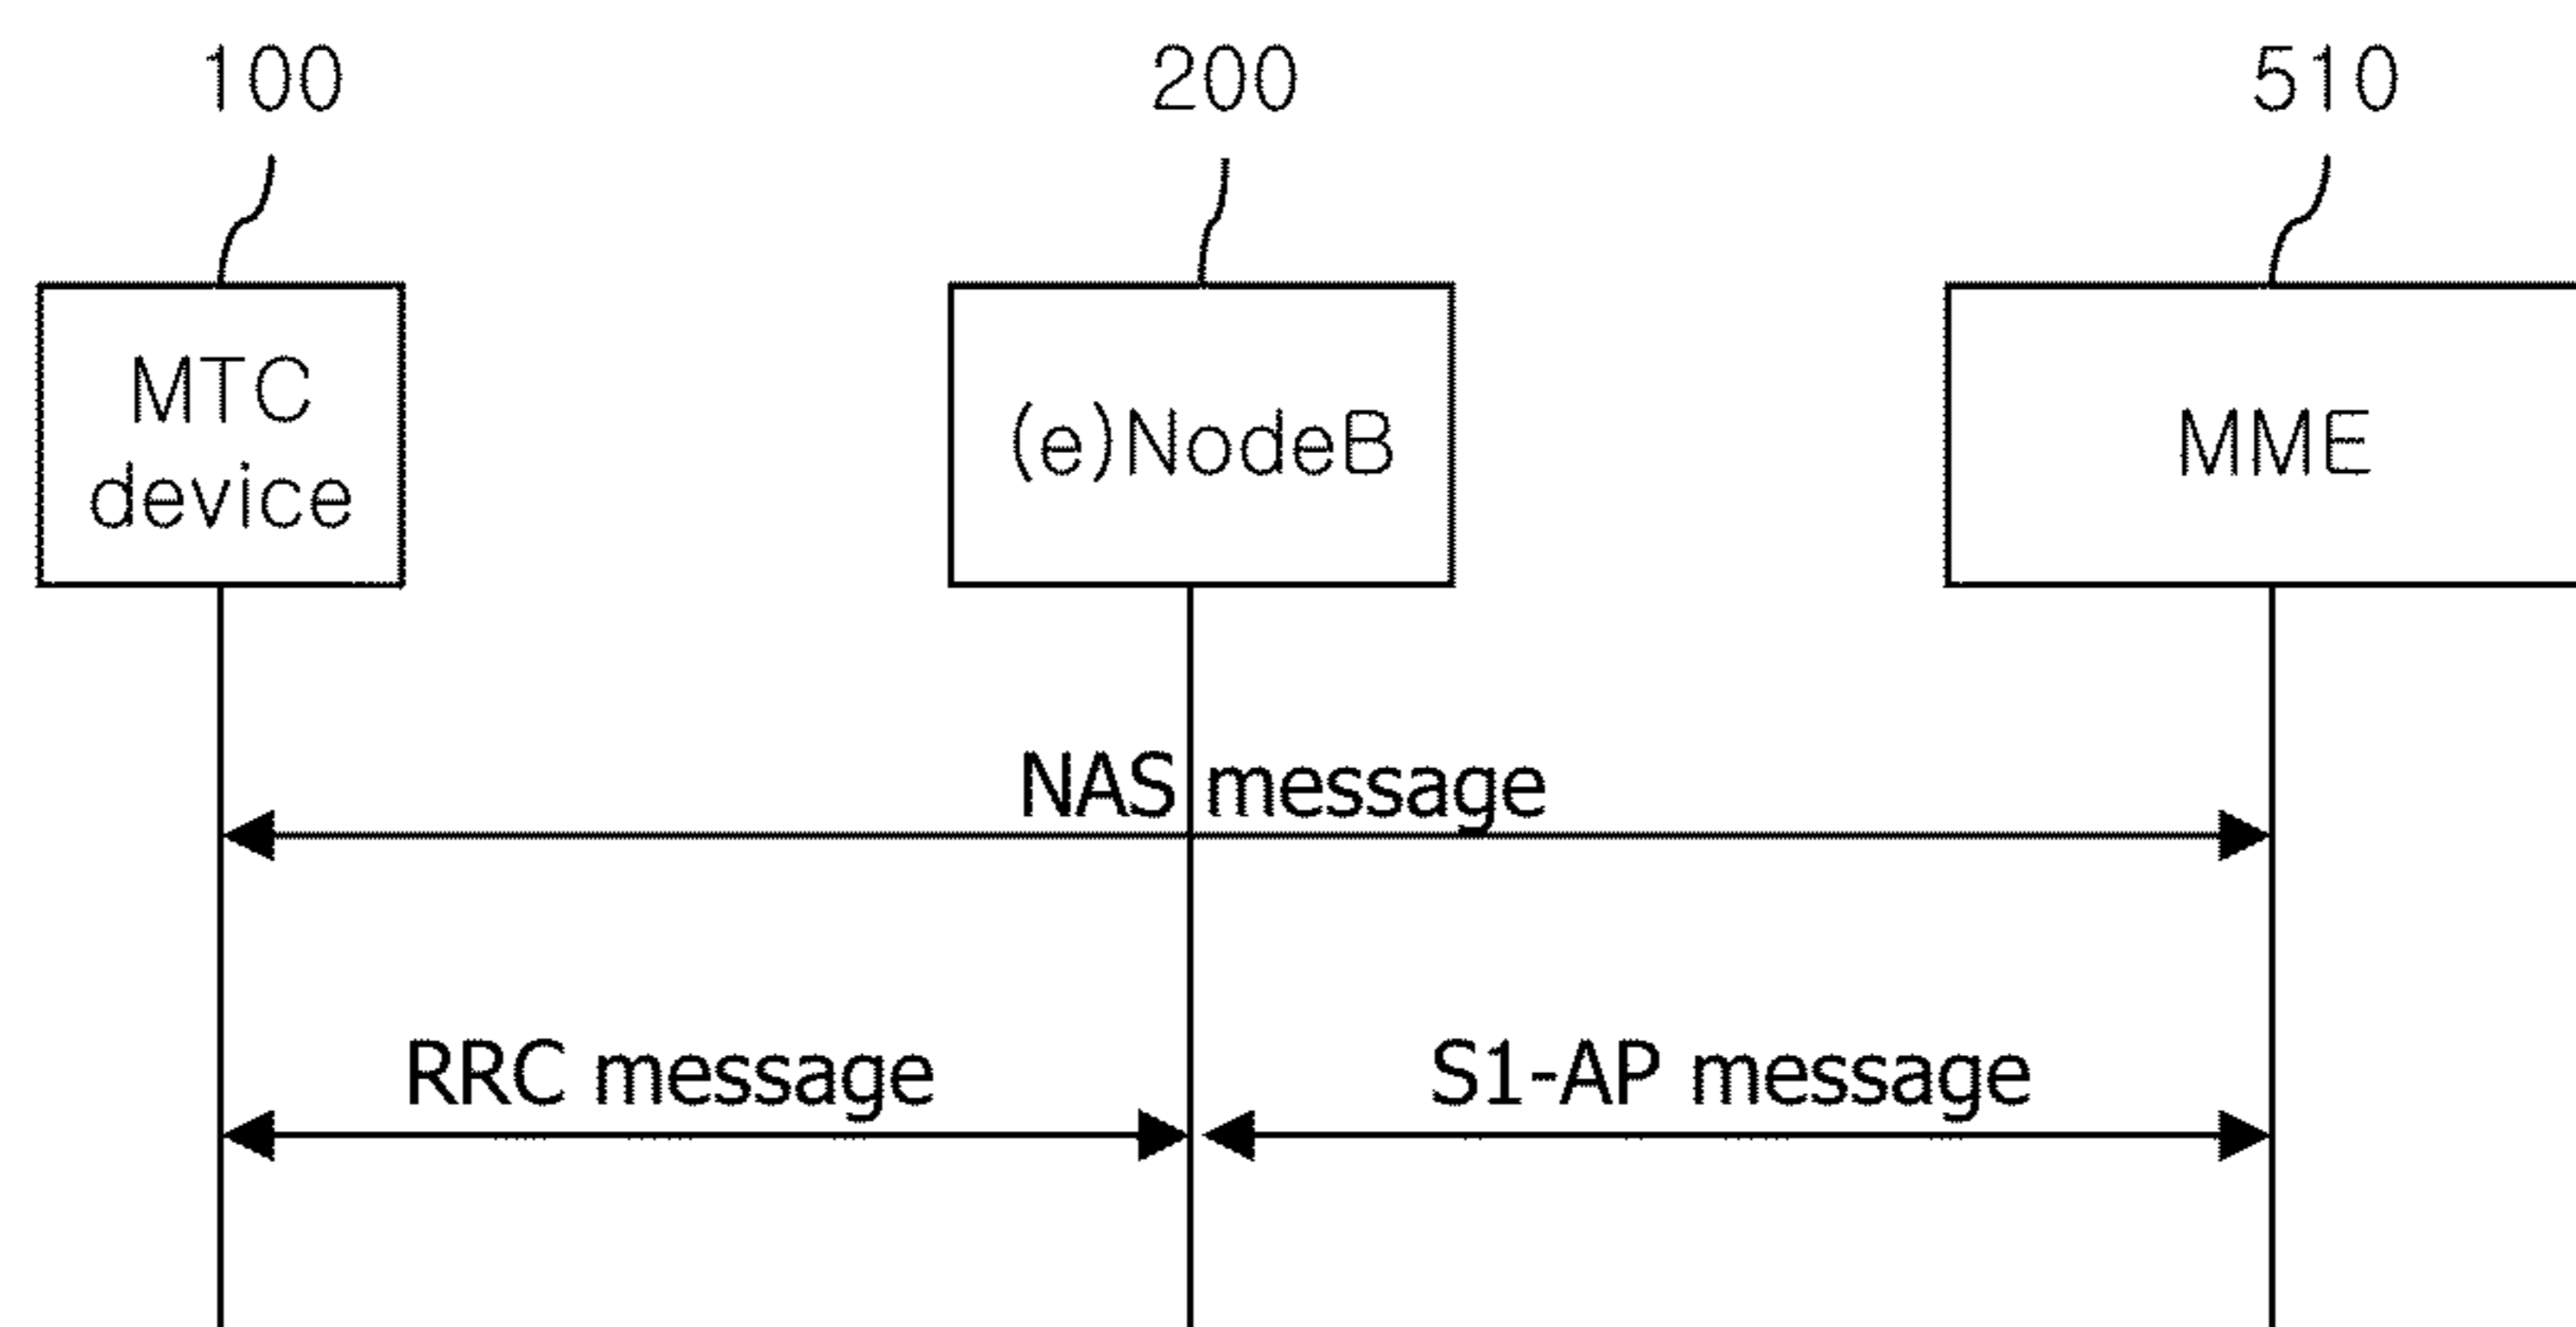 100
200
510
MTC
device
(e)NodeB
MME
NAS message
RRC message
S1-AP message